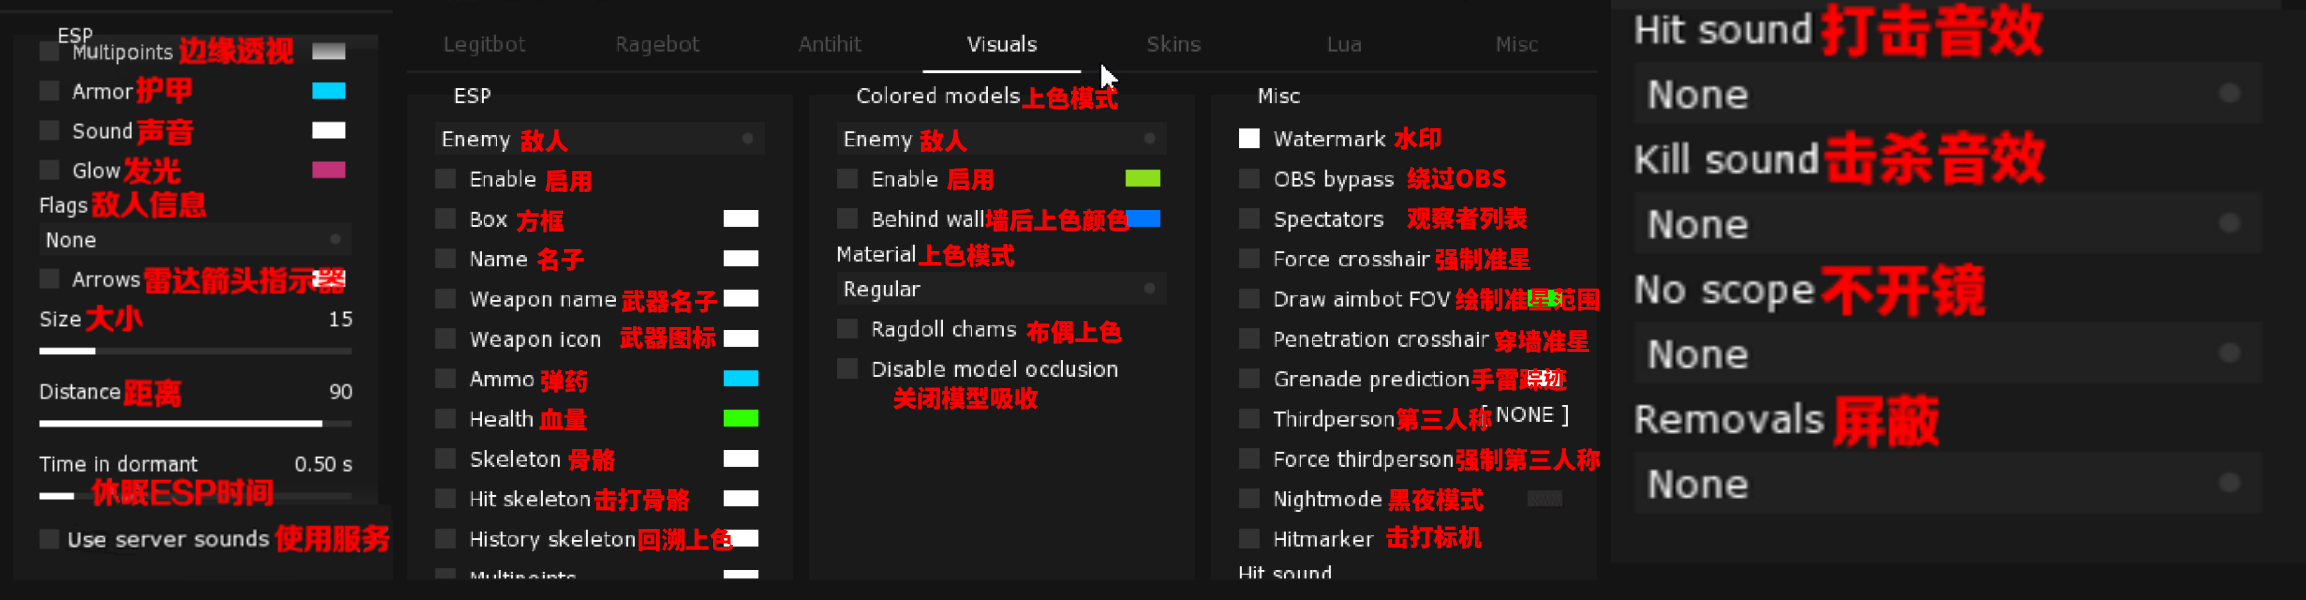 ESP
Multipoints 边缘透视
Armor 护甲
Sound 声音
Glow 发光
Flags 敌人信息
None
Arrows 雷达箭头指示器
Size 大小 15
Distance 距离 90
Time in dormant 0.50 s
休眠ESP时间
Use server sounds 使用服务
Legitbot Ragebot Antihit Visuals Skins Lua Misc
ESP
Enemy 敌人
Enable 启用
Box 方框
Name 名子
Weapon name 武器名子
Weapon icon 武器图标
Ammo 弹药
Health 血量
Skeleton 骨骼
Hit skeleton 击打骨骼
History skeleton 回溯上色
Multipoints
Colored models 上色模式
Enemy 敌人
Enable 启用
Behind wall 墙后上色颜色
Material 上色模式
Regular
Ragdoll chams 布偶上色
Disable model occlusion
关闭模型吸收
Misc
Watermark 水印
OBS bypass 绕过OBS
Spectators 观察者列表
Force crosshair 强制准星
Draw aimbot FOV 绘制准星范围
Penetration crosshair 穿墙准星
Grenade prediction 手雷踪迹
Thirdperson 第三人称 [ NONE ]
Force thirdperson 强制第三人称
Nightmode 黑夜模式
Hitmarker 击打标机
Hit sound
Hit sound 打击音效
None
Kill sound 击杀音效
None
No scope 不开镜
None
Removals 屏蔽
None